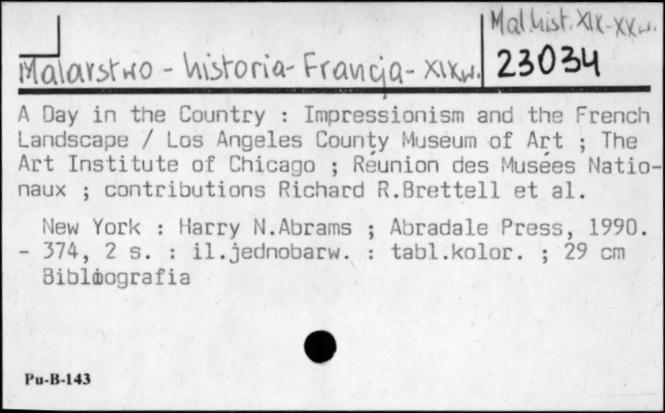 Mal.hist. XIX-XXw.
Malarstwo - historia - Francja - XIXw.
23034
A Day in the Country : Impressionism and the French
Landscape / Los Angeles County Museum of Art ; The
Art Institute of Chicago ; Réunion des Musées Natio-
naux ; contributions Richard R.Brettell et al.
New York : Harry N.Abrams ; Abradale Press, 1990.
- 374, 2 s. : il.jednobarw. : tabl.kolor. ; 29 cm
Bibliografia
Pu-B-143